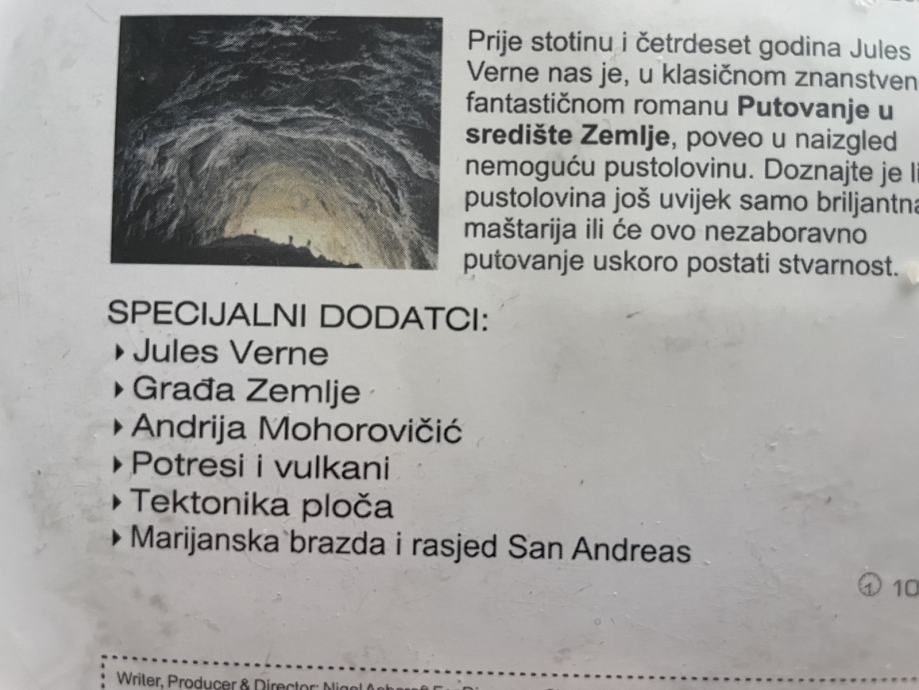 Prije stotinu i četrdeset godina Jules
Verne nas je, u klasičnom znanstven
fantastičnom romanu Putovanje u
središte Zemlje, poveo u naizgled
nemoguću pustolovinu. Doznajte je li
pustolovina još uvijek samo briljantna
maštarija ili će ovo nezaboravno
putovanje uskoro postati stvarnost.
SPECIJALNI DODATCI:
Jules Verne
Građa Zemlje
Andrija Mohorovičić
Potresi i vulkani
Tektonika ploča
Marijanska brazda i rasjed San Andreas
10
Writer, Producer & Director: Nigel